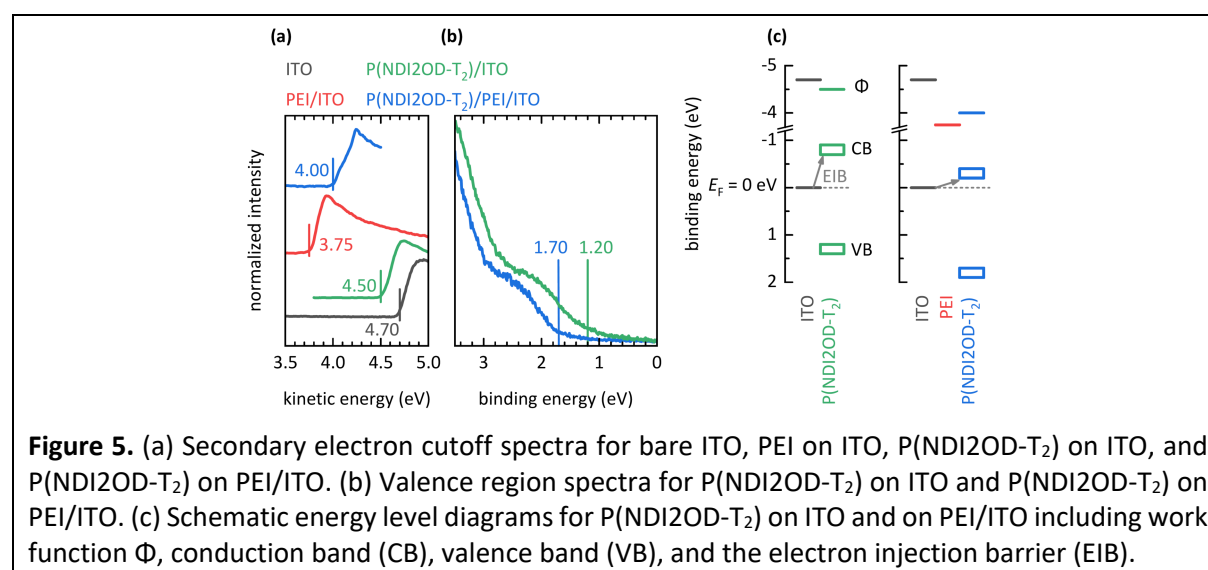 (a)
(b)
(c)
ITO
P(NDI2OD-T₂)/ITO
PEI/ITO
P(NDI2OD-T₂)/PEI/ITO
normalized intensity
4.00
3.75
4.50
4.70
3.5 4.0 4.5 5.0
kinetic energy (eV)
1.70 1.20
3 2 1 0
binding energy (eV)
binding energy (eV)
-5
-4
-1
E_F = 0 eV
1
2
Φ
CB
EIB
VB
ITO
P(NDI2OD-T₂)
ITO
PEI
P(NDI2OD-T₂)
Figure 5. (a) Secondary electron cutoff spectra for bare ITO, PEI on ITO, P(NDI2OD-T₂) on ITO, and
P(NDI2OD-T₂) on PEI/ITO. (b) Valence region spectra for P(NDI2OD-T₂) on ITO and P(NDI2OD-T₂) on
PEI/ITO. (c) Schematic energy level diagrams for P(NDI2OD-T₂) on ITO and on PEI/ITO including work
function Φ, conduction band (CB), valence band (VB), and the electron injection barrier (EIB).